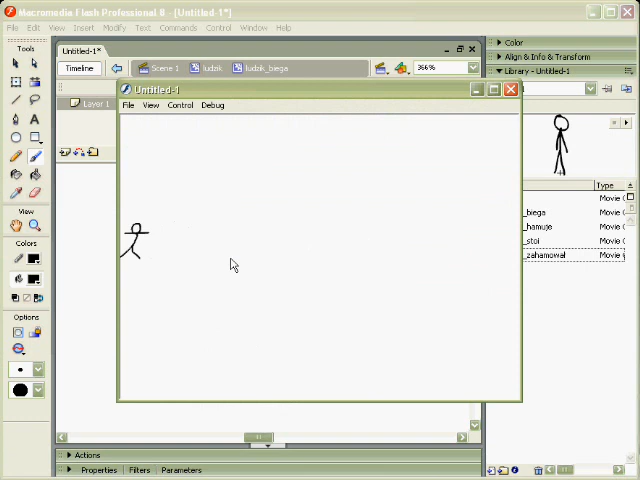 Macromedia Flash Professional 8 - [Untitled-1*]
File Edit View Insert Modify Text Commands Control Window Help
Tools
Untitled-1*
Timeline Scene 1 ludzik ludzik_biega 366%
Layer 1
View
Colors
Options
Untitled-1
File View Control Debug
Actions
Properties Filters Parameters
Color
Align & Info & Transform
Library - Untitled-1
Type
Movie
_biega Movie
_hamuje Movie
_stoi Movie
_zahamował Movie